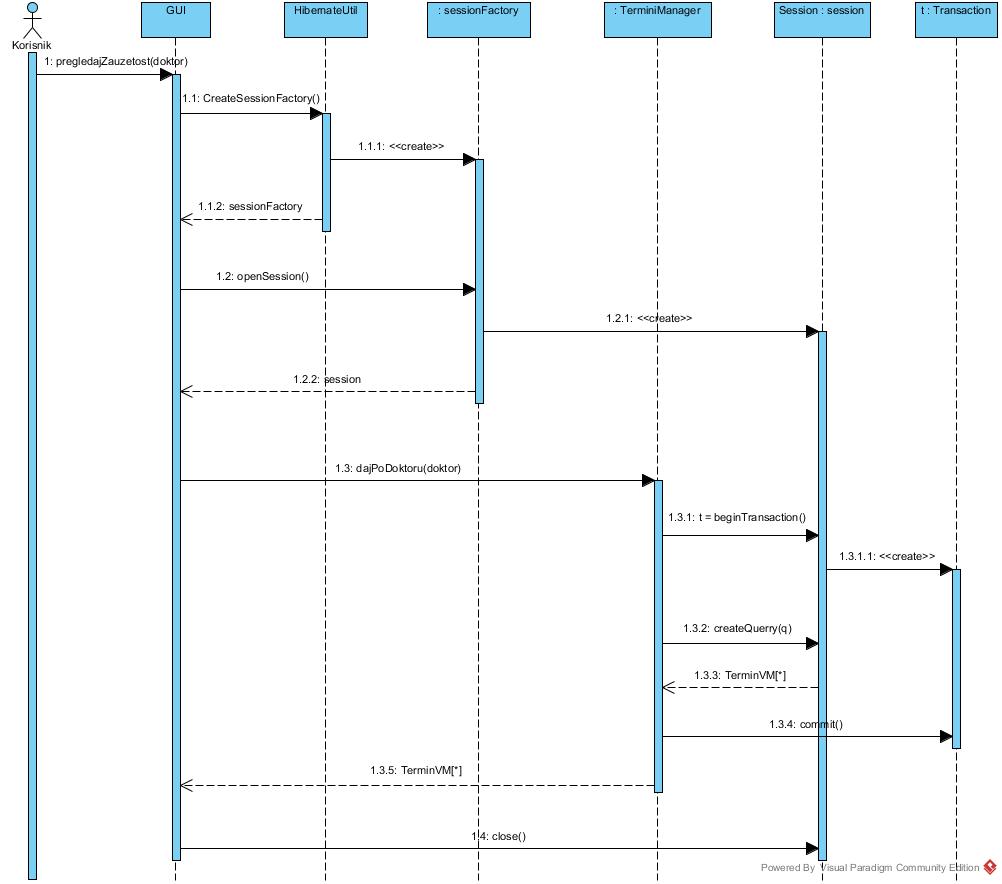 GUI
HibernateUtil
: sessionFactory
: TerminiManager
Session : session
t : Transaction
Korisnik
1: pregledajZauzetost(doktor)
1.1: CreateSessionFactory()
1.1.1: <<create>>
1.1.2: sessionFactory
1.2: openSession()
1.2.1: <<create>>
1.2.2: session
1.3: dajPoDoktoru(doktor)
1.3.1: t = beginTransaction()
1.3.1.1: <<create>>
1.3.2: createQuerry(q)
1.3.3: TerminVM[*]
1.3.4: commit()
1.3.5: TerminVM[*]
1.4: close()
Powered By Visual Paradigm Community Edition